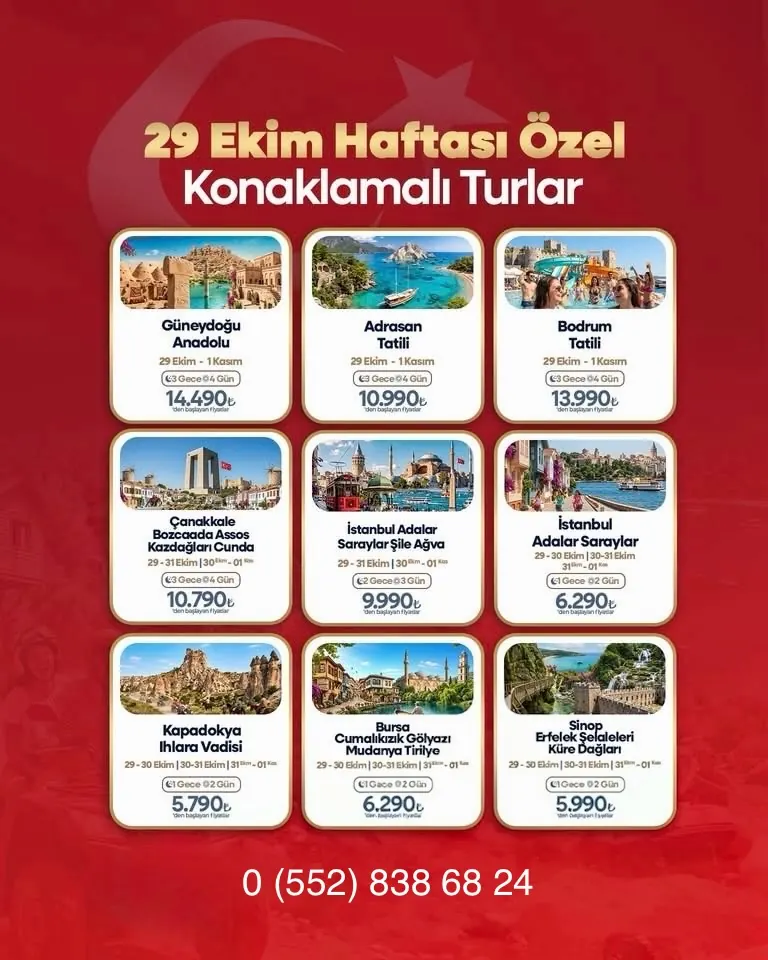 29 Ekim Haftası Özel
Konaklamalı Turlar
Güneydoğu
Anadolu
29 Ekim - 1 Kasım
3 Gece 4 Gün
14.490₺
'den başlayan fiyatlar
Adrasan
Tatili
29 Ekim - 1 Kasım
3 Gece 4 Gün
10.990₺
'den başlayan fiyatlar
Bodrum
Tatili
29 Ekim - 1 Kasım
3 Gece 4 Gün
13.990₺
'den başlayan fiyatlar
Çanakkale
Bozcaada Assos
Kazdağları Cunda
29 - 31 Ekim | 30 Ekim - 01 Kas
3 Gece 4 Gün
10.790₺
'den başlayan fiyatlar
İstanbul Adalar
Saraylar Şile Ağva
29 - 31 Ekim | 30 Ekim - 01 Kas
2 Gece 3 Gün
9.990₺
'den başlayan fiyatlar
İstanbul
Adalar Saraylar
29 - 30 Ekim | 30-31 Ekim
31 Ekim - 01 Kas
1 Gece 2 Gün
6.290₺
'den başlayan fiyatlar
Kapadokya
Ihlara Vadisi
29 - 30 Ekim | 30-31 Ekim | 31 Ekim - 01 Kas
1 Gece 2 Gün
5.790₺
'den başlayan fiyatlar
Bursa
Cumalıkızık Gölyazı
Mudanya Tirilye
29 - 30 Ekim | 30-31 Ekim | 31 Ekim - 01 Kas
1 Gece 2 Gün
6.290₺
'den başlayan fiyatlar
Sinop
Erfelek Şelaleleri
Küre Dağları
29 - 30 Ekim | 30-31 Ekim | 31 Ekim - 01 Kas
1 Gece 2 Gün
5.990₺
'den başlayan fiyatlar
0 (552) 838 68 24